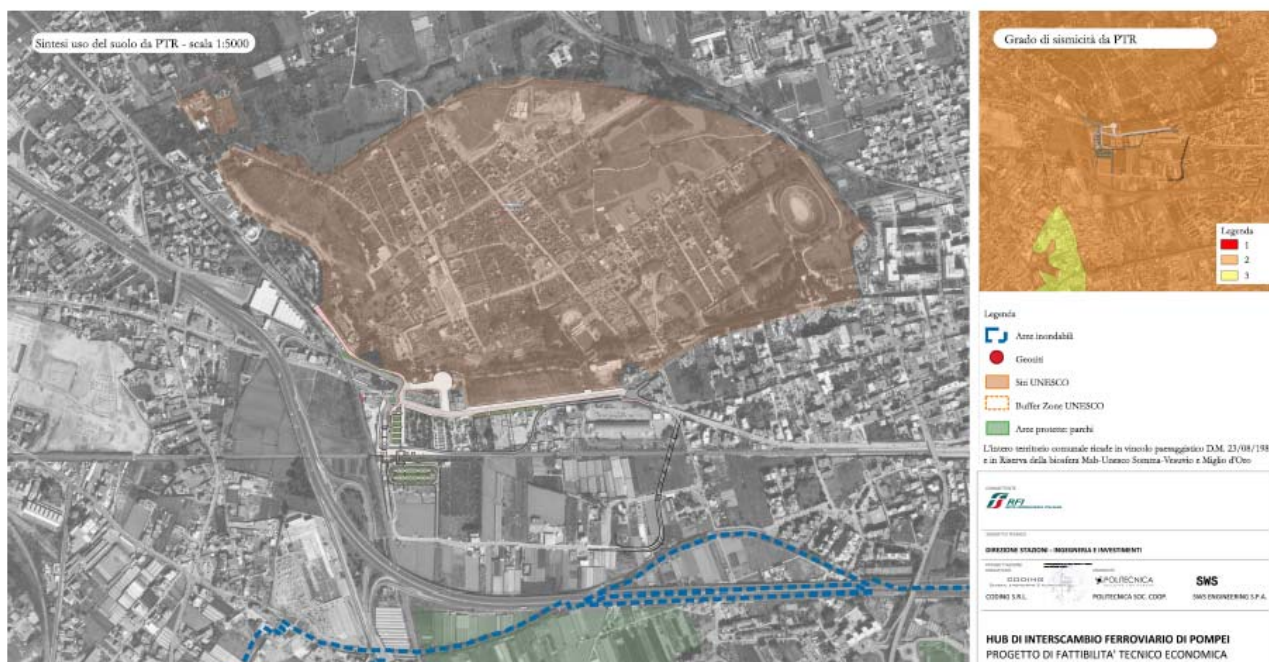 Sintesi uso del suolo da PTR - scala 1:5000
Grado di sismicità da PTR
Legenda
1
2
3
Legenda
Aree inondabili
Geositi
Siti UNESCO
Buffer Zone UNESCO
Aree protette: parchi
L'intero territorio comunale ricade in vincolo paesaggistico D.M. 23/08/198
e in Riserva della biosfera Mab-Unesco Somma-Vesuvio e Miglio d'Oro
RFI
DIREZIONE STAZIONI - INGEGNERIA E INVESTIMENTI
CODING
POLITECNICA
SWS
CODING S.R.L.
POLITECNICA SOC. COOP.
SWS ENGINEERING S.P.A.
HUB DI INTERSCAMBIO FERROVIARIO DI POMPEI
PROGETTO DI FATTIBILITA' TECNICO ECONOMICA